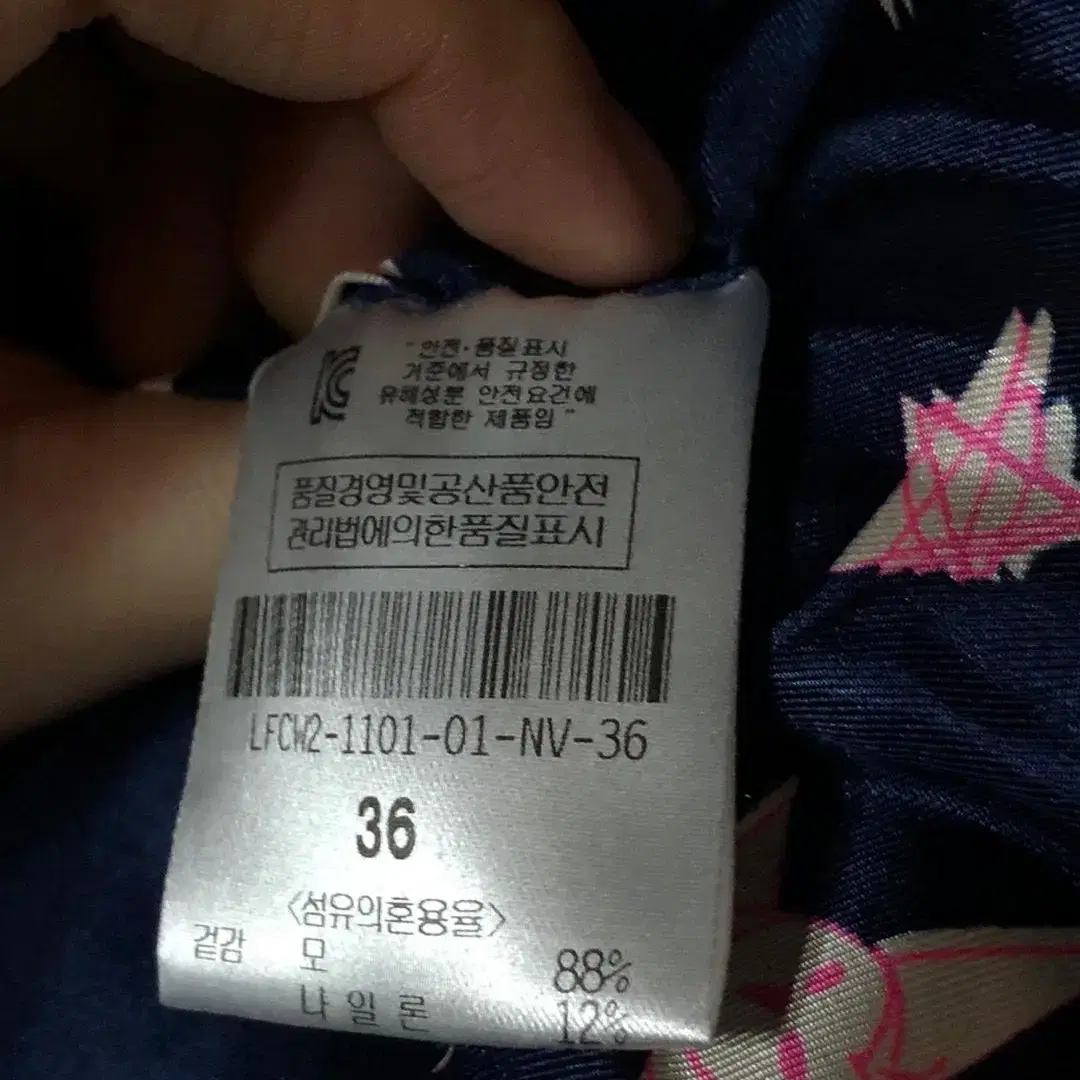 KC
" 안전·품질표시
기준에서 규정한
유해성분 안전요건에
적합한 제품임 "
품질경영및공산품안전
관리법에의한품질표시
LFCW2-1101-01-NV-36
36
<섬유의혼용율>
겉감 모 88%
나일론 12%